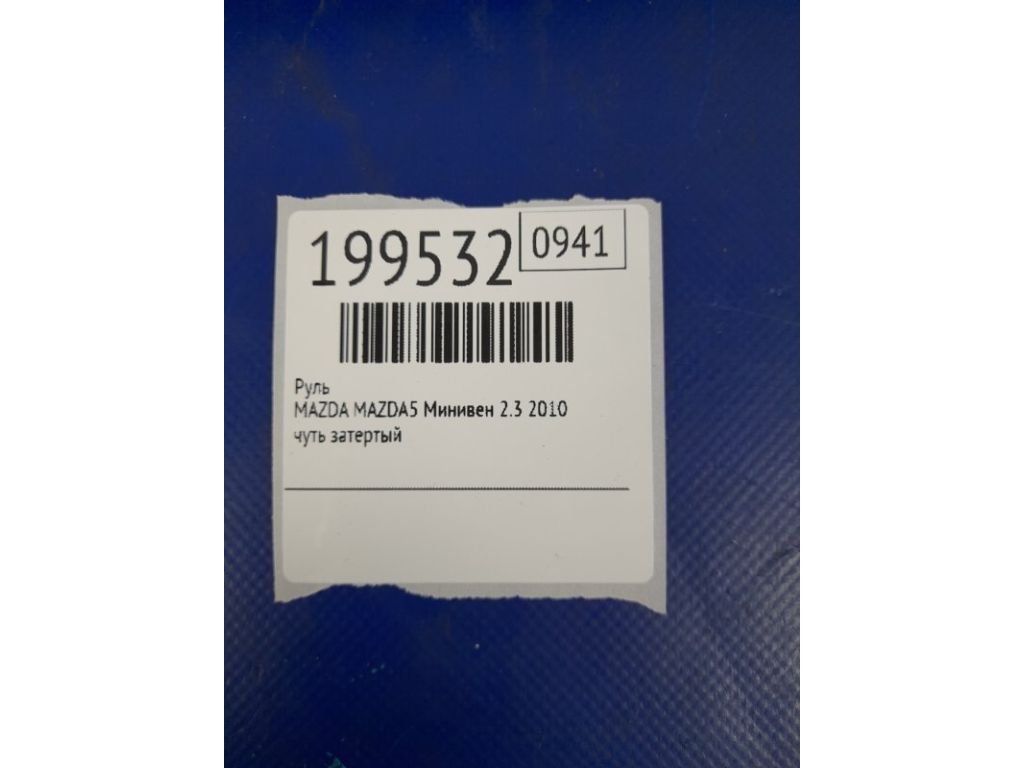 199532 0941
Руль
MAZDA MAZDA5 Минивен 2.3 2010
чуть затертый